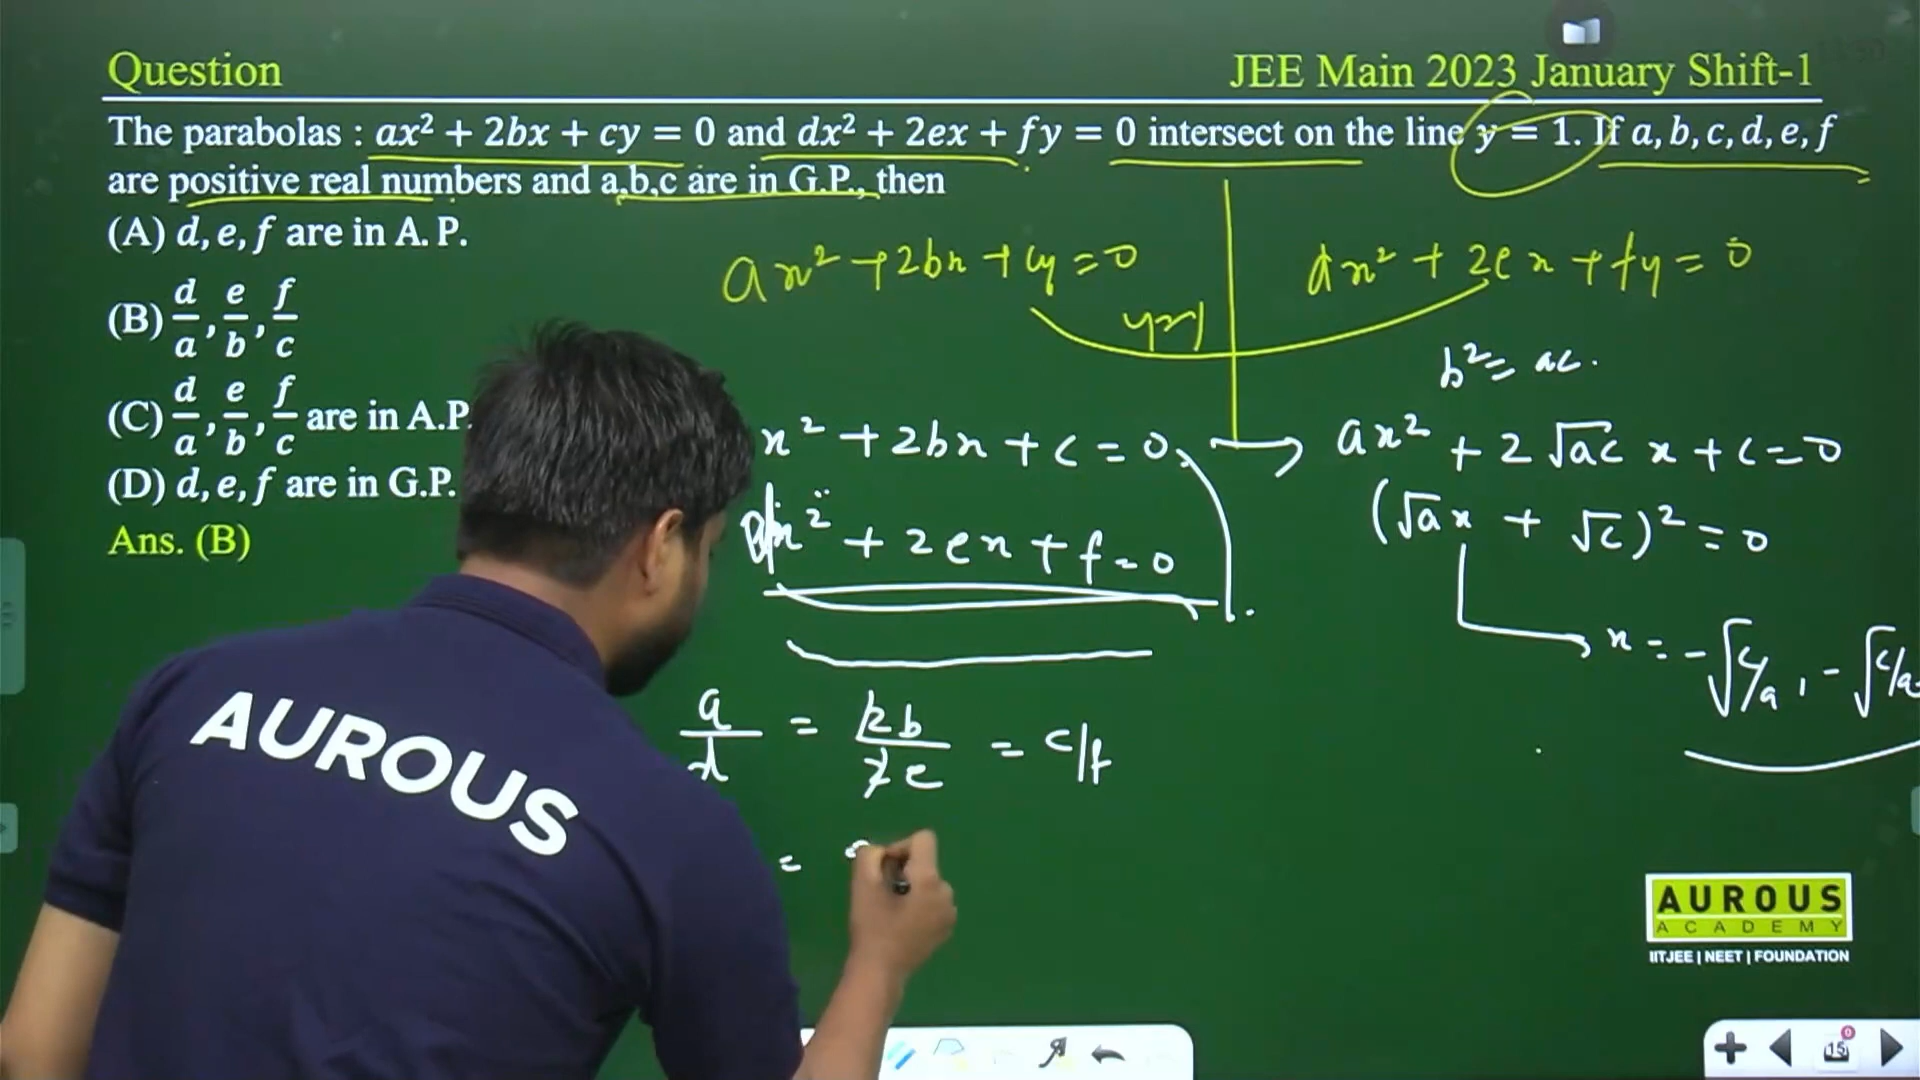 Question
JEE Main 2023 January Shift-1
The parabolas : ax² + 2bx + cy = 0 and dx² + 2ex + fy = 0 intersect on the line y = 1. If a, b, c, d, e, f
are positive real numbers and a,b,c are in G.P., then
(A) d, e, f are in A. P.
(B) d/a, e/b, f/c
(C) d/a, e/b, f/c are in A.P.
(D) d, e, f are in G.P.
Ans. (B)
ax² + 2bx + cy = 0
dx² + 2ex + fy = 0
y=1
b² = ac.
x² + 2bx + c = 0
ax² + 2√ac x + c = 0
x² + 2ex + f = 0
(√ax + √c)² = 0
x = -√c/a, -√c/a
a/d = 2b/2e = c/f
=
AUROUS
AUROUS
ACADEMY
IITJEE | NEET | FOUNDATION
15
0